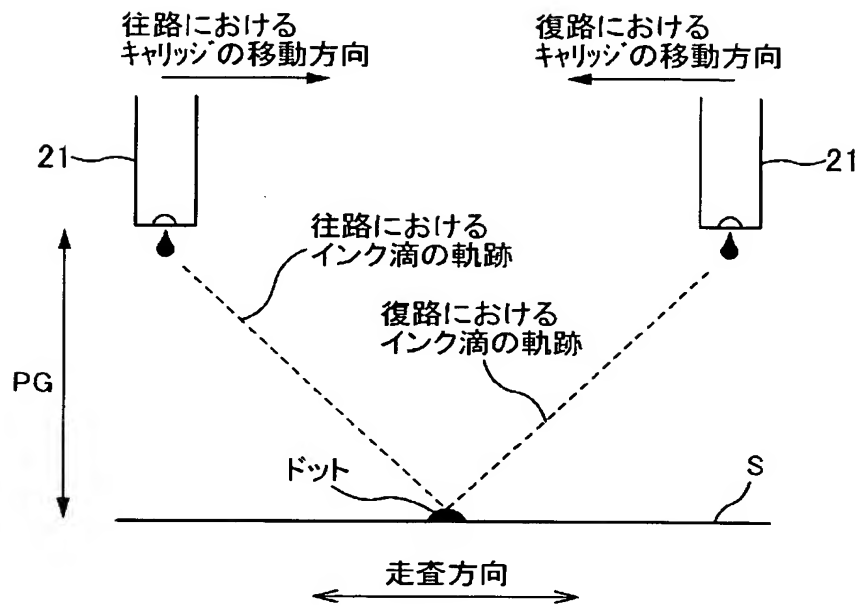 往路における
キャリッジの移動方向
復路における
キャリッジの移動方向
21
21
往路における
インク滴の軌跡
復路における
インク滴の軌跡
PG
ドット
S
走査方向